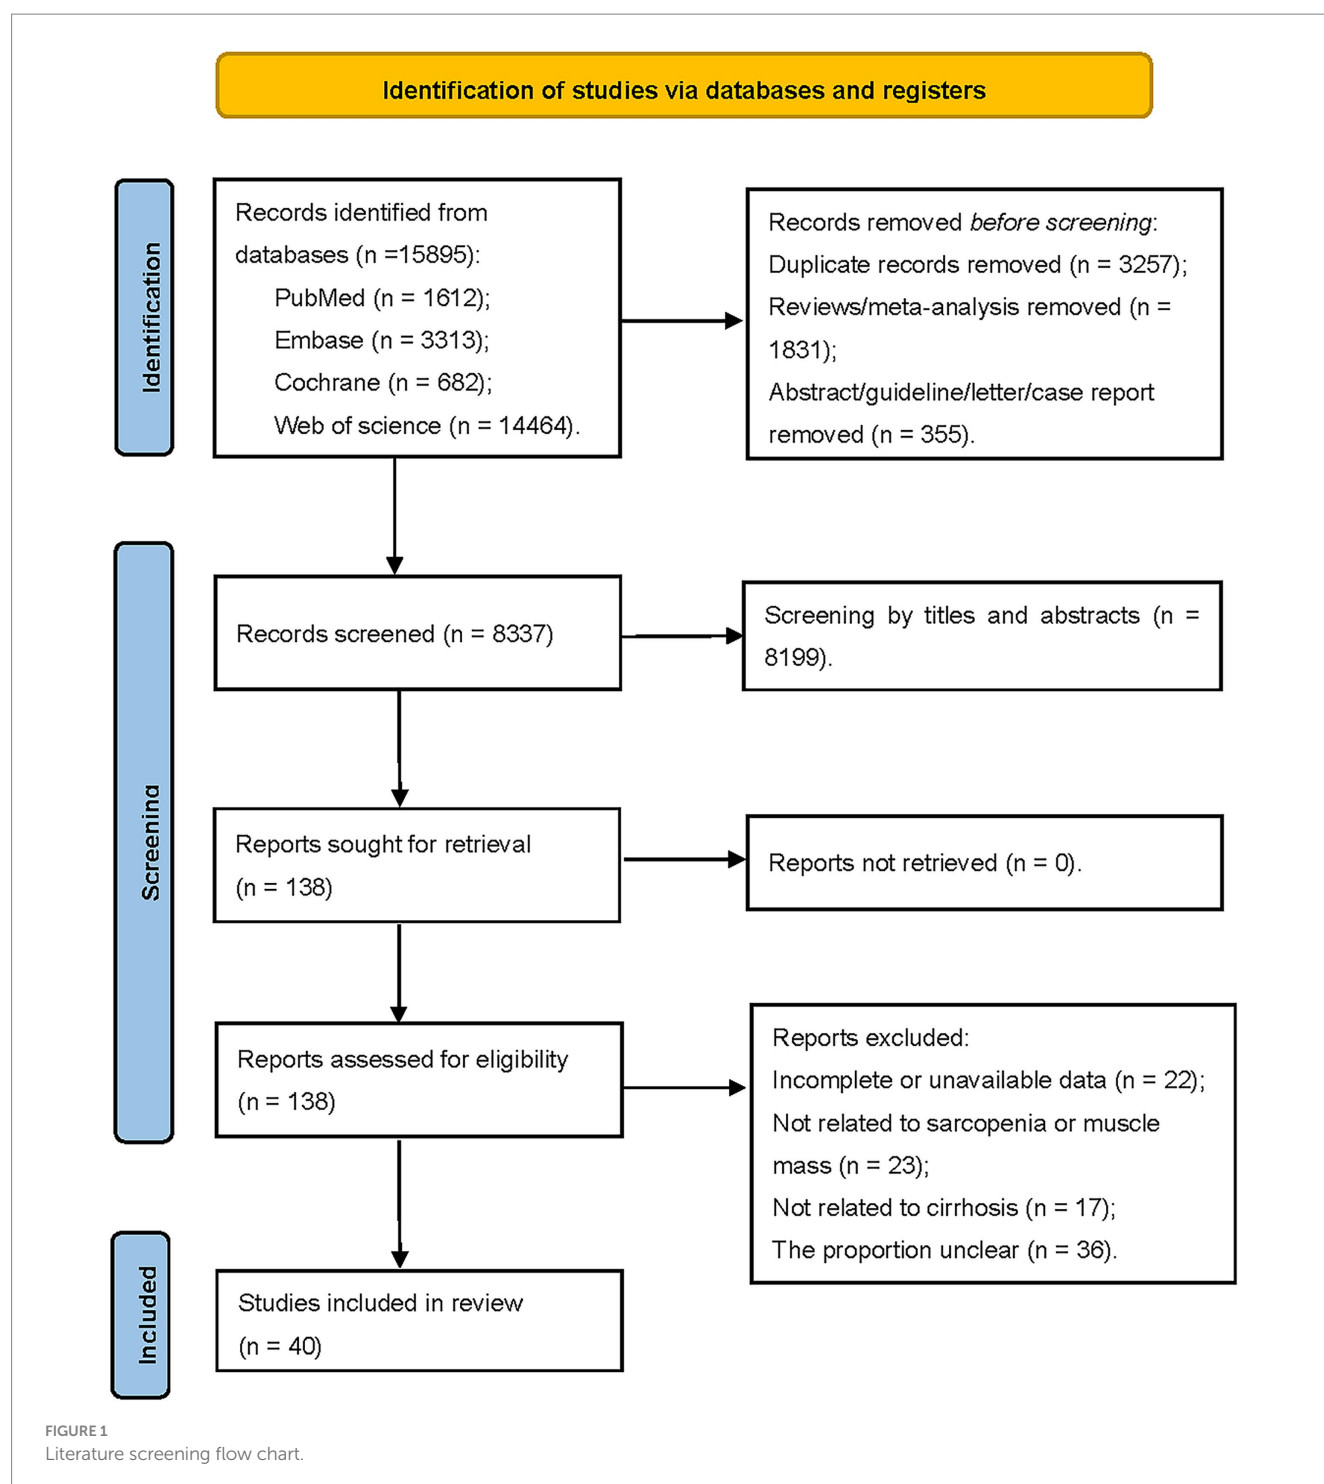 Identification of studies via databases and registers
Identification
Records identified from
databases (n =15895):
PubMed (n = 1612);
Embase (n = 3313);
Cochrane (n = 682);
Web of science (n = 14464).
Records removed before screening:
Duplicate records removed (n = 3257);
Reviews/meta-analysis removed (n =
1831);
Abstract/guideline/letter/case report
removed (n = 355).
Screening
Records screened (n = 8337)
Screening by titles and abstracts (n =
8199).
Reports sought for retrieval
(n = 138)
Reports not retrieved (n = 0).
Reports assessed for eligibility
(n = 138)
Reports excluded:
Incomplete or unavailable data (n = 22);
Not related to sarcopenia or muscle
mass (n = 23);
Not related to cirrhosis (n = 17);
The proportion unclear (n = 36).
Included
Studies included in review
(n = 40)
FIGURE 1
Literature screening flow chart.